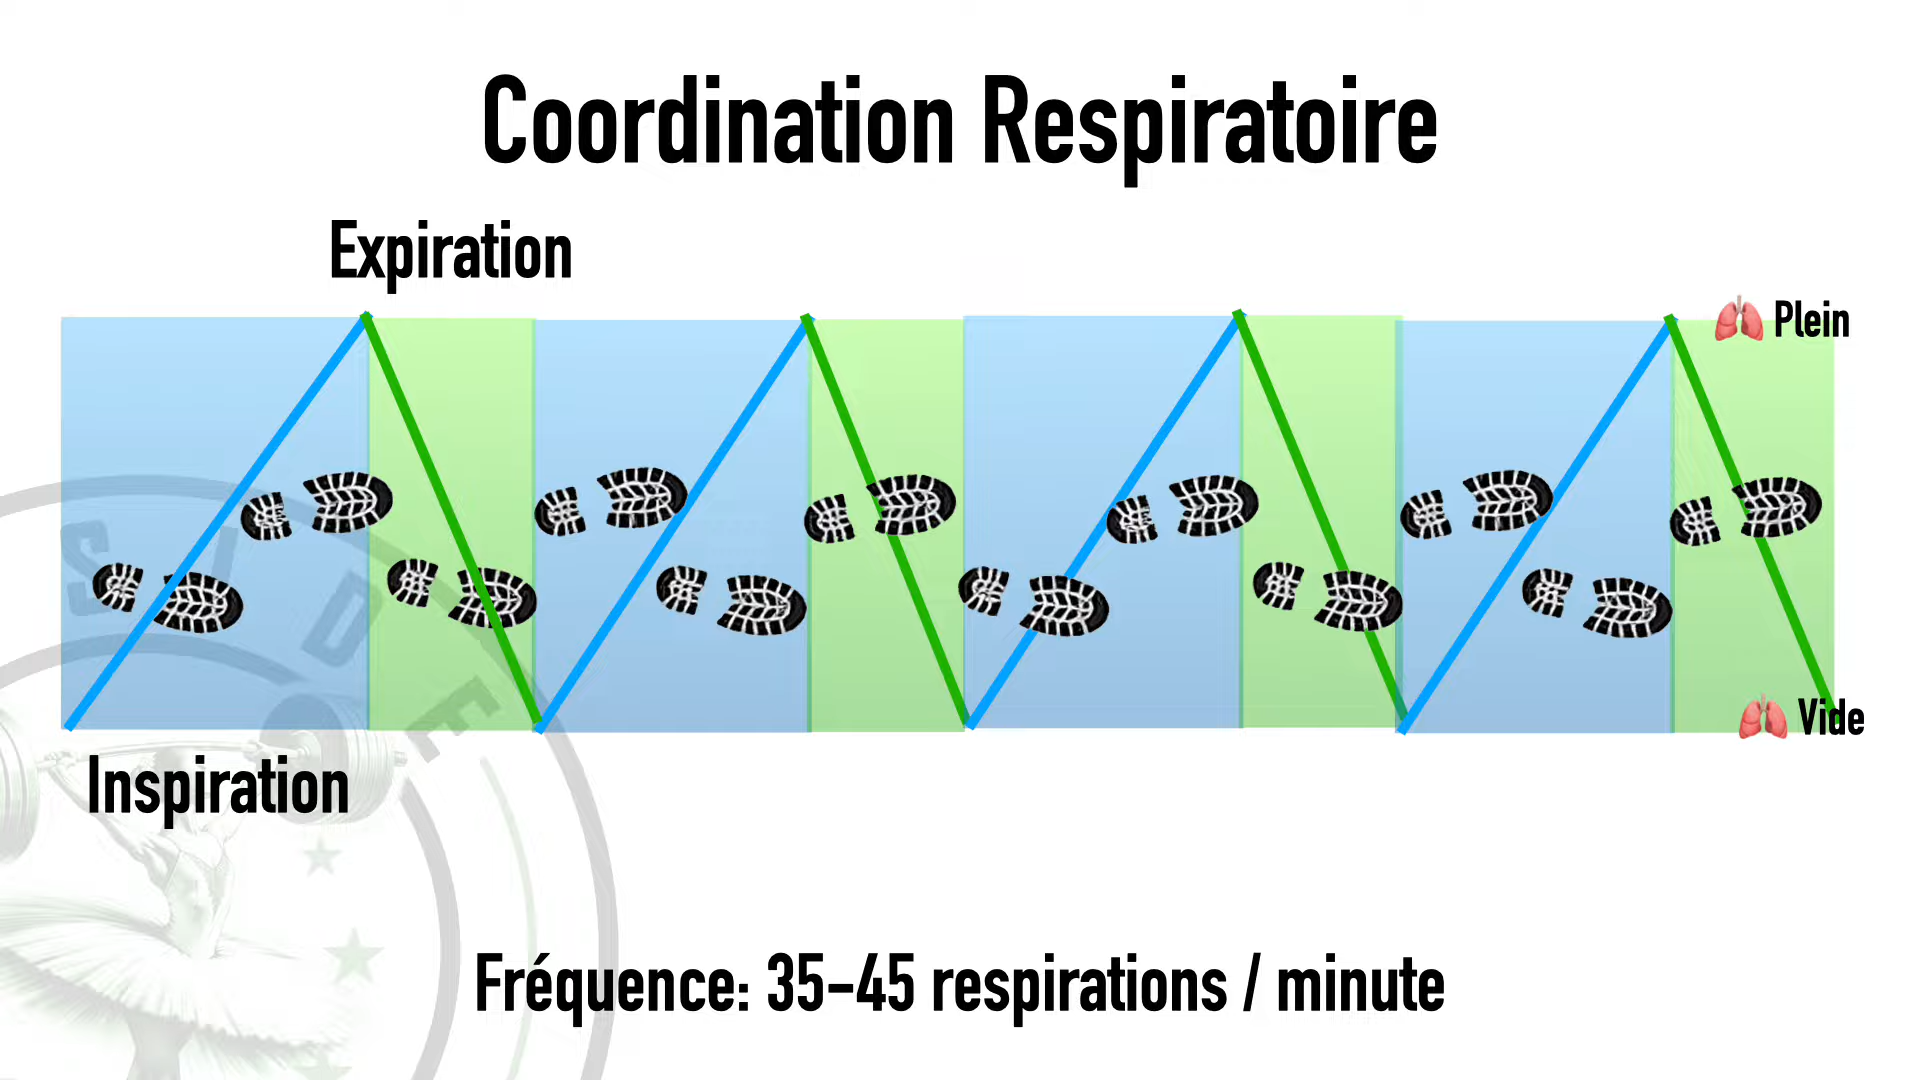 Coordination Respiratoire
Expiration
Plein
Vide
Inspiration
Fréquence: 35-45 respirations / minute
S I D E